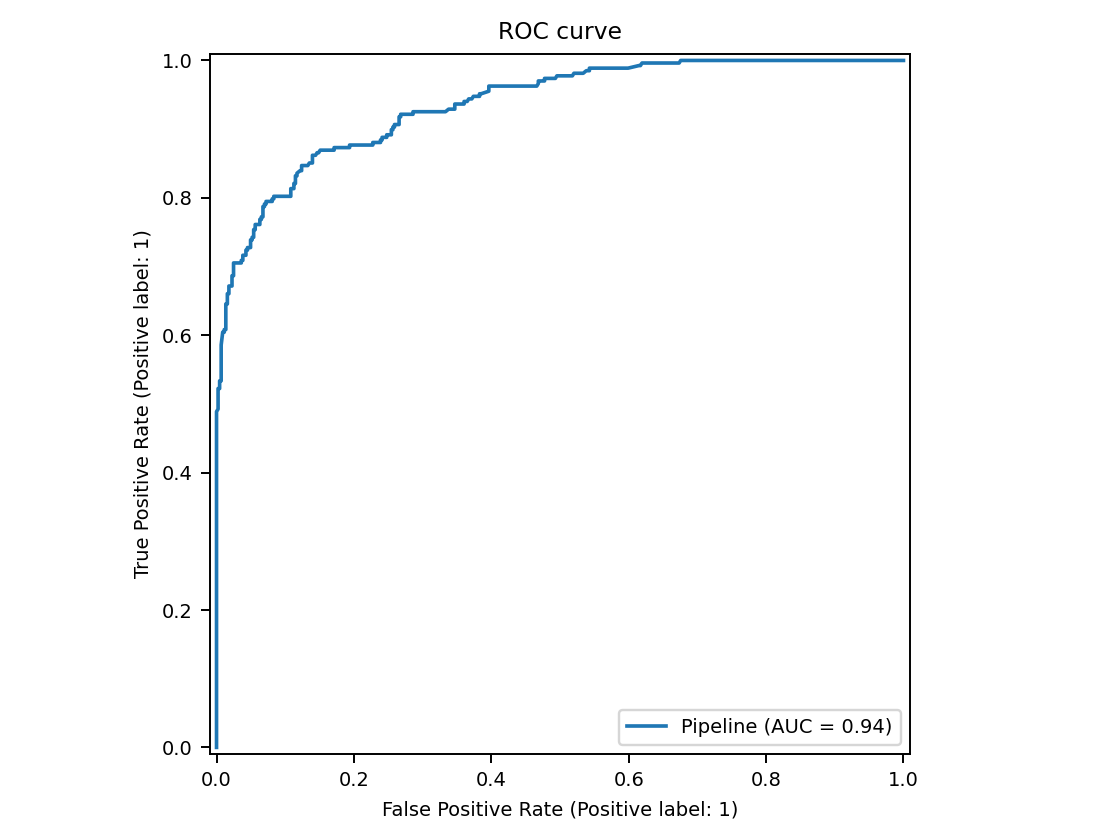 ROC curve
True Positive Rate (Positive label: 1)
1.0
0.8
0.6
0.4
0.2
0.0
Pipeline (AUC = 0.94)
0.0 0.2 0.4 0.6 0.8 1.0
False Positive Rate (Positive label: 1)